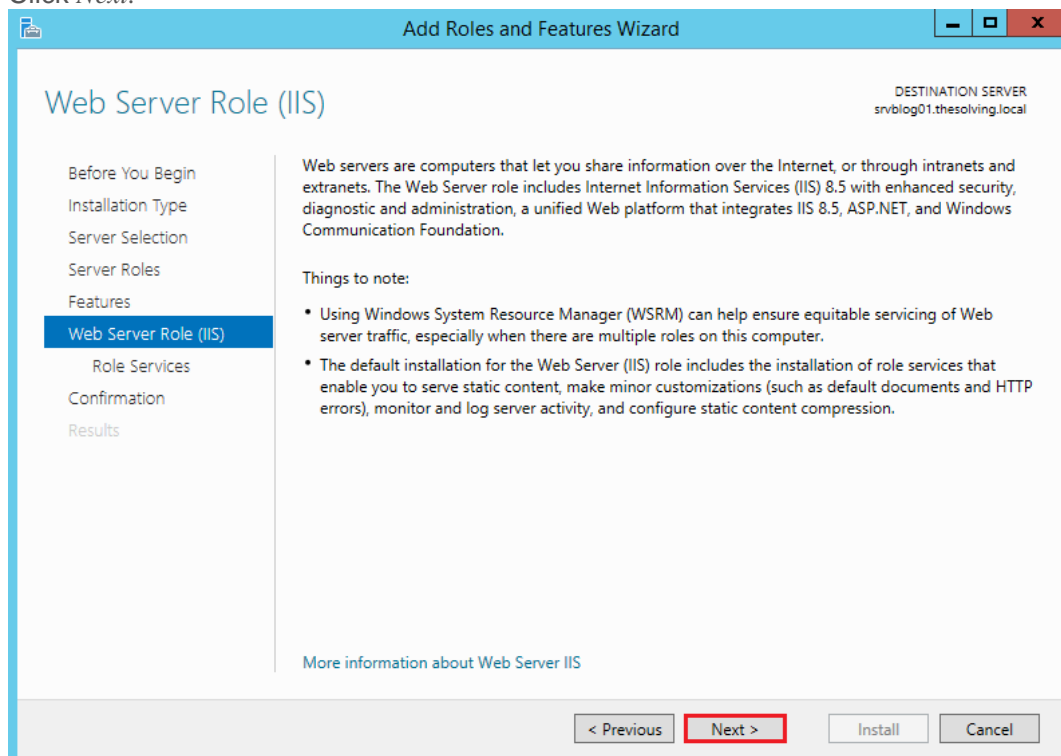 Click Next.
Add Roles and Features Wizard
Web Server Role (IIS)
DESTINATION SERVER
srvblog01.thesolving.local
Before You Begin
Installation Type
Server Selection
Server Roles
Features
Web Server Role (IIS)
Role Services
Confirmation
Results
Web servers are computers that let you share information over the Internet, or through intranets and
extranets. The Web Server role includes Internet Information Services (IIS) 8.5 with enhanced security,
diagnostic and administration, a unified Web platform that integrates IIS 8.5, ASP.NET, and Windows
Communication Foundation.
Things to note:
• Using Windows System Resource Manager (WSRM) can help ensure equitable servicing of Web
server traffic, especially when there are multiple roles on this computer.
• The default installation for the Web Server (IIS) role includes the installation of role services that
enable you to serve static content, make minor customizations (such as default documents and HTTP
errors), monitor and log server activity, and configure static content compression.
More information about Web Server IIS
< Previous
Next >
Install
Cancel